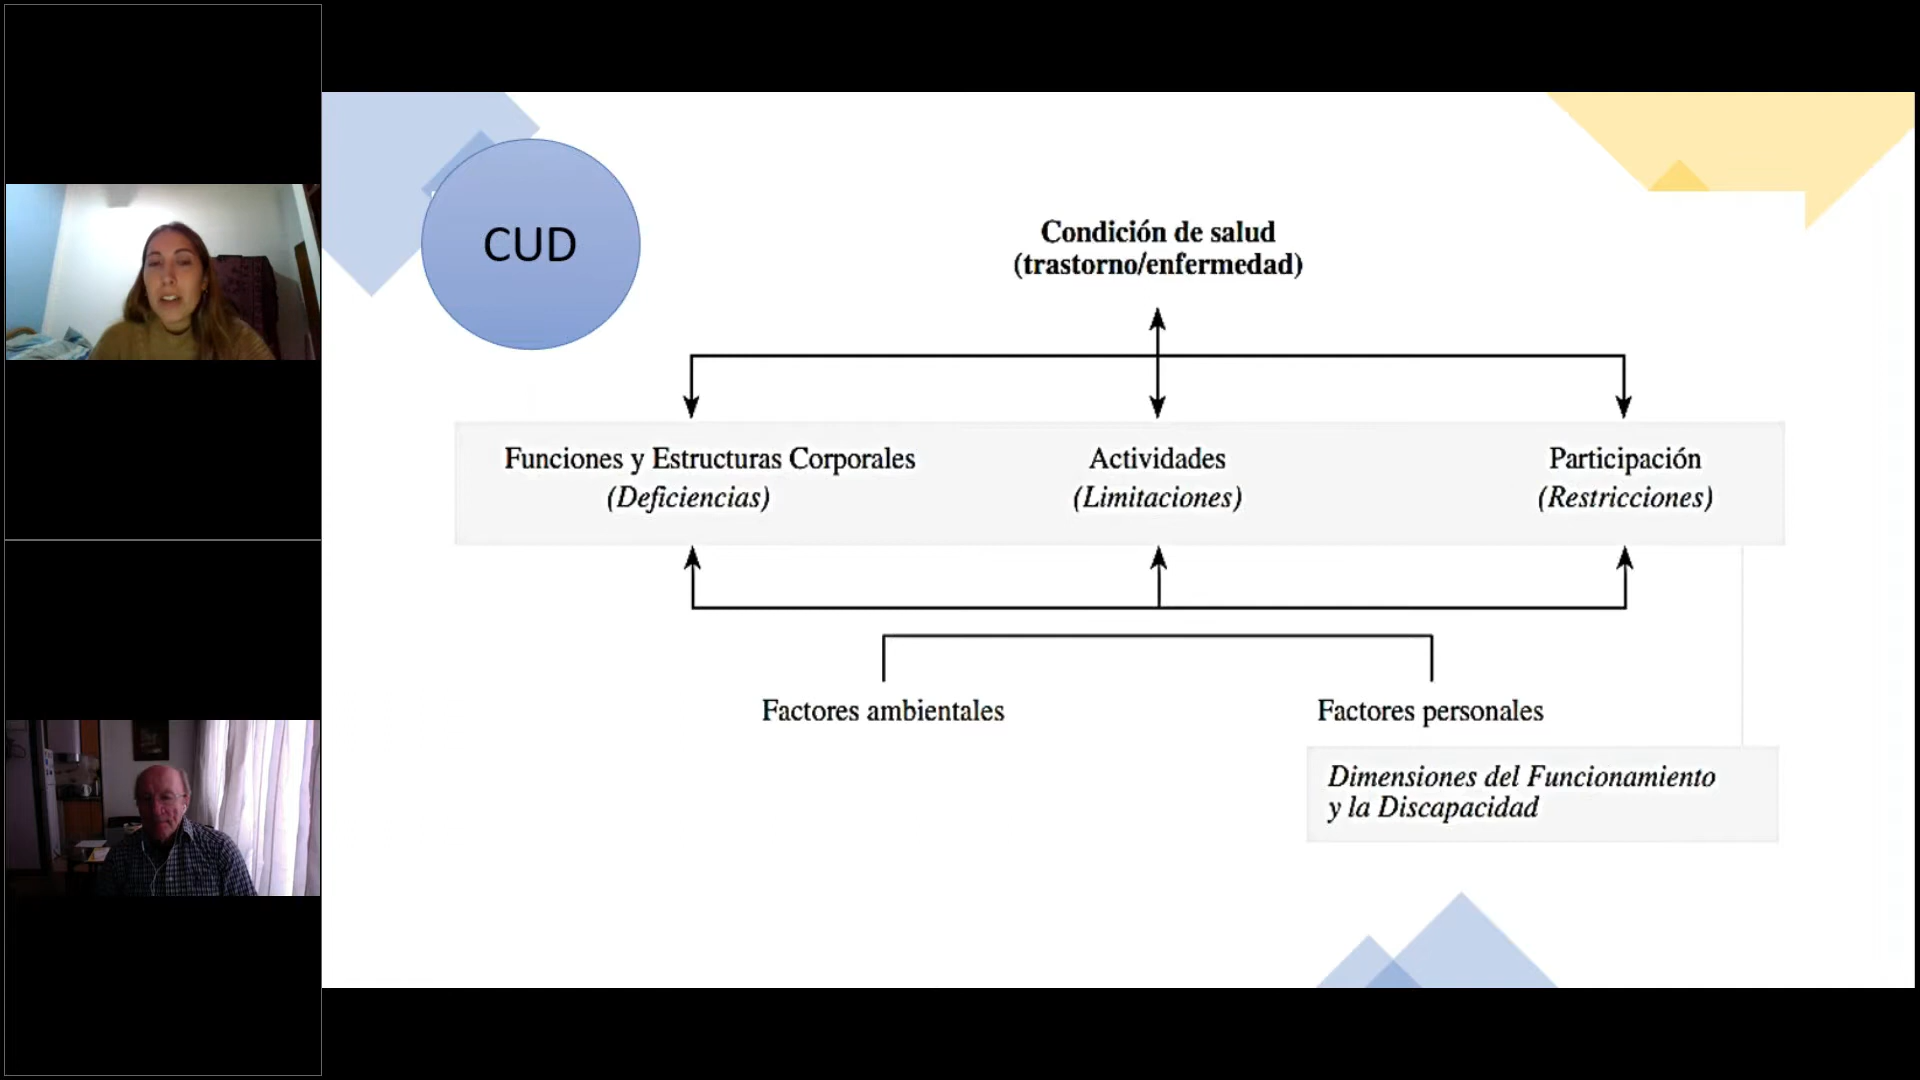 CUD
Condición de salud
(trastorno/enfermedad)
Funciones y Estructuras Corporales
(Deficiencias)
Actividades
(Limitaciones)
Participación
(Restricciones)
Factores ambientales
Factores personales
Dimensiones del Funcionamiento
y la Discapacidad